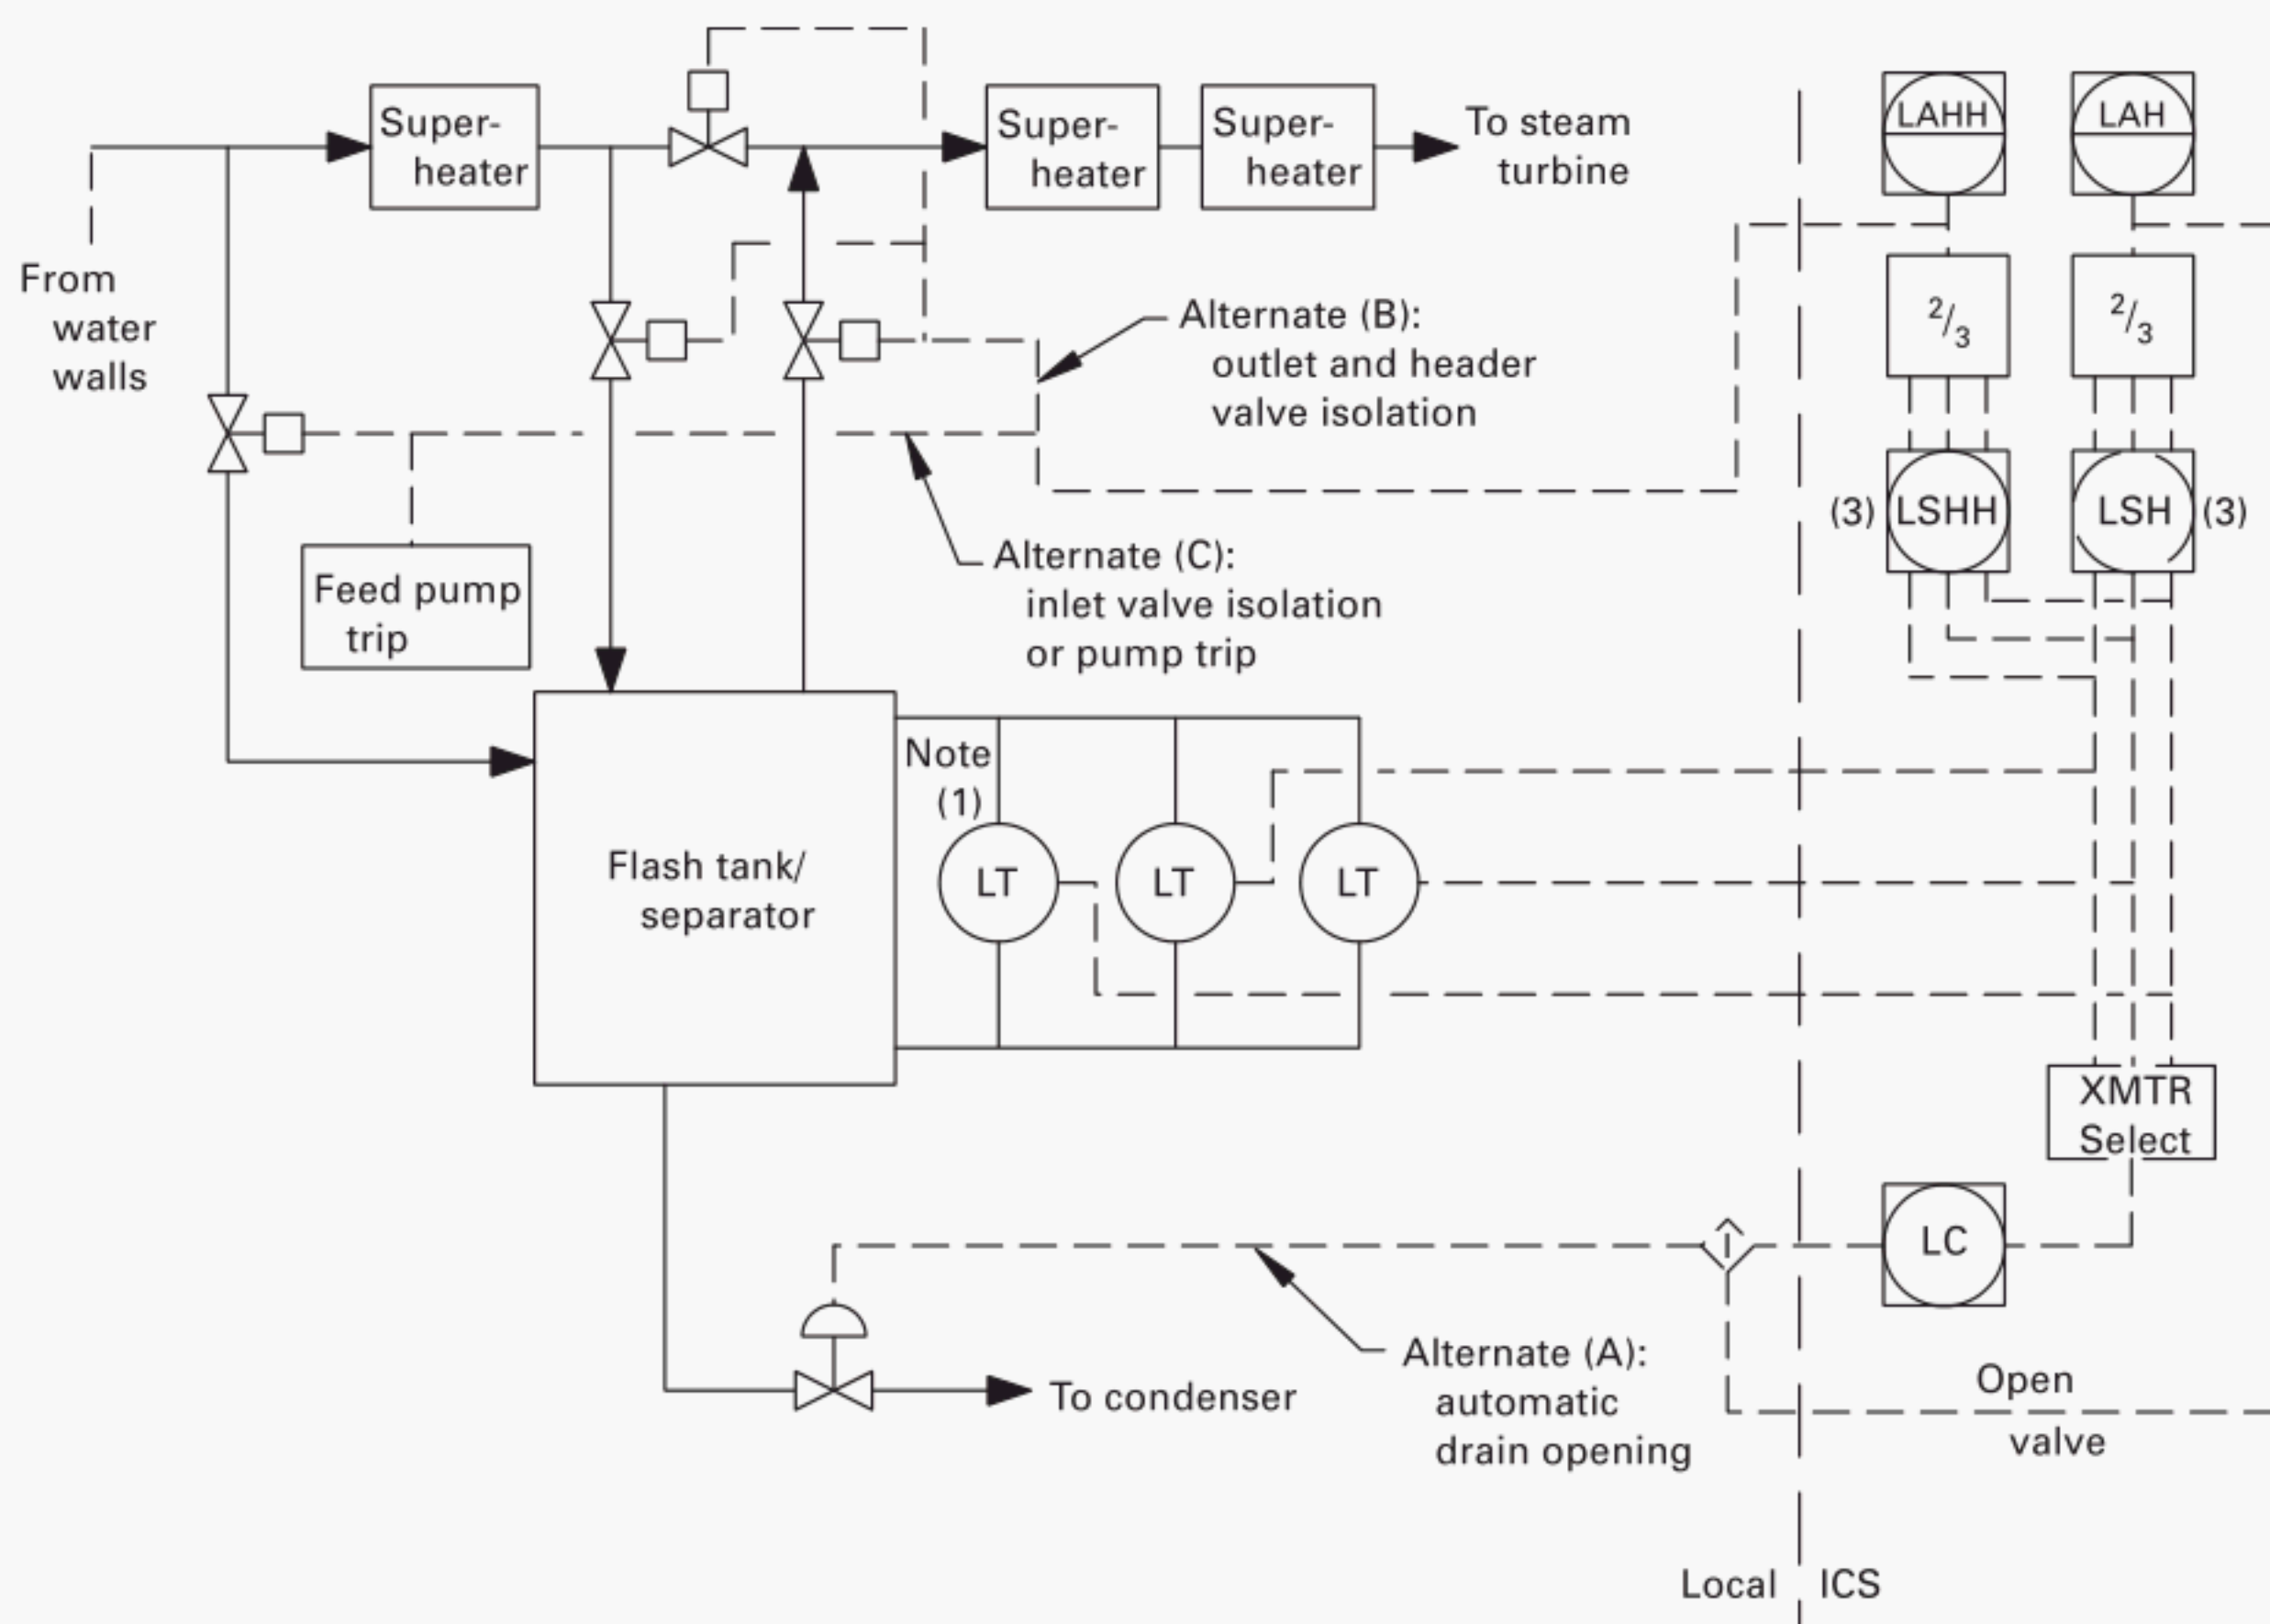 Super-
heater
Super-
heater
Super-
heater
To steam
turbine
LAHH
LAH
From
water
walls
2/3
2/3
Alternate (B):
outlet and header
valve isolation
(3)
LSHH
LSH
(3)
Alternate (C):
inlet valve isolation
or pump trip
Feed pump
trip
Note
(1)
Flash tank/
separator
LT
LT
LT
XMTR
Select
LC
Alternate (A):
automatic
drain opening
To condenser
Open
valve
Local
ICS